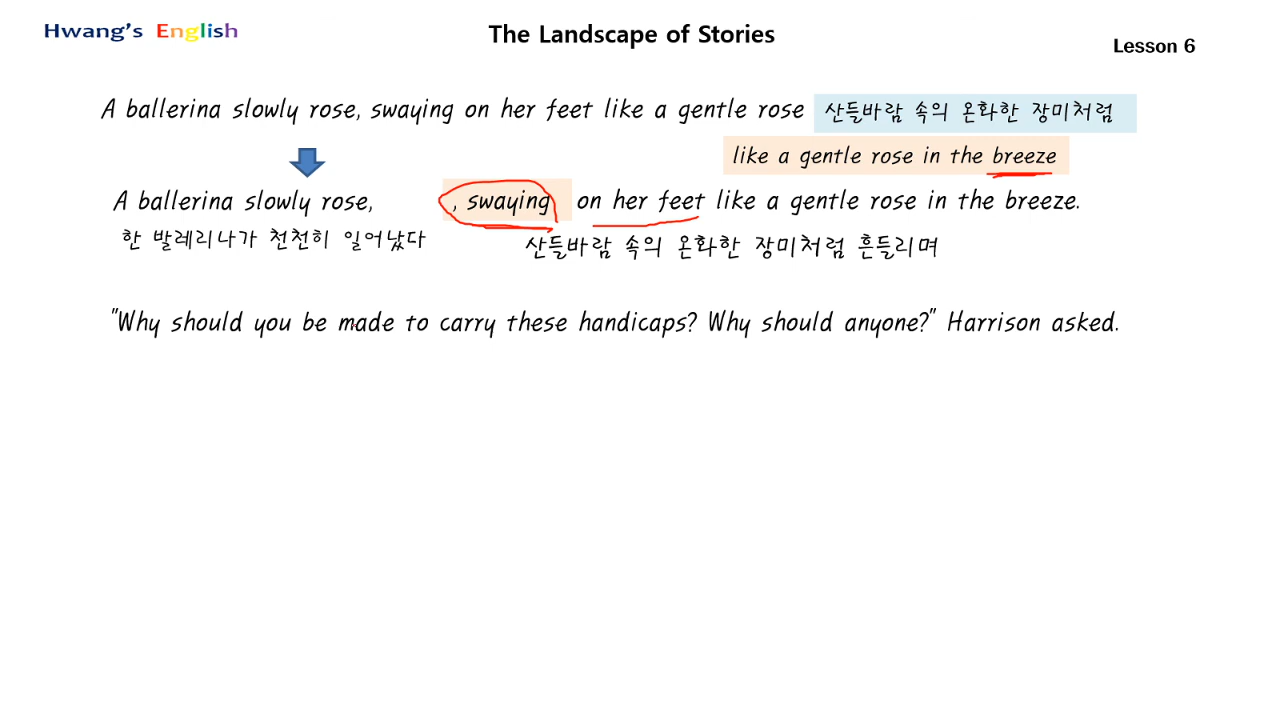 Hwang's English
The Landscape of Stories
Lesson 6
A ballerina slowly rose, swaying on her feet like a gentle rose 산들바람 속의 온화한 장미처럼
like a gentle rose in the breeze
A ballerina slowly rose, , swaying on her feet like a gentle rose in the breeze.
한 발레리나가 천천히 일어났다 산들바람 속의 온화한 장미처럼 흔들리며
"Why should you be made to carry these handicaps? Why should anyone?" Harrison asked.